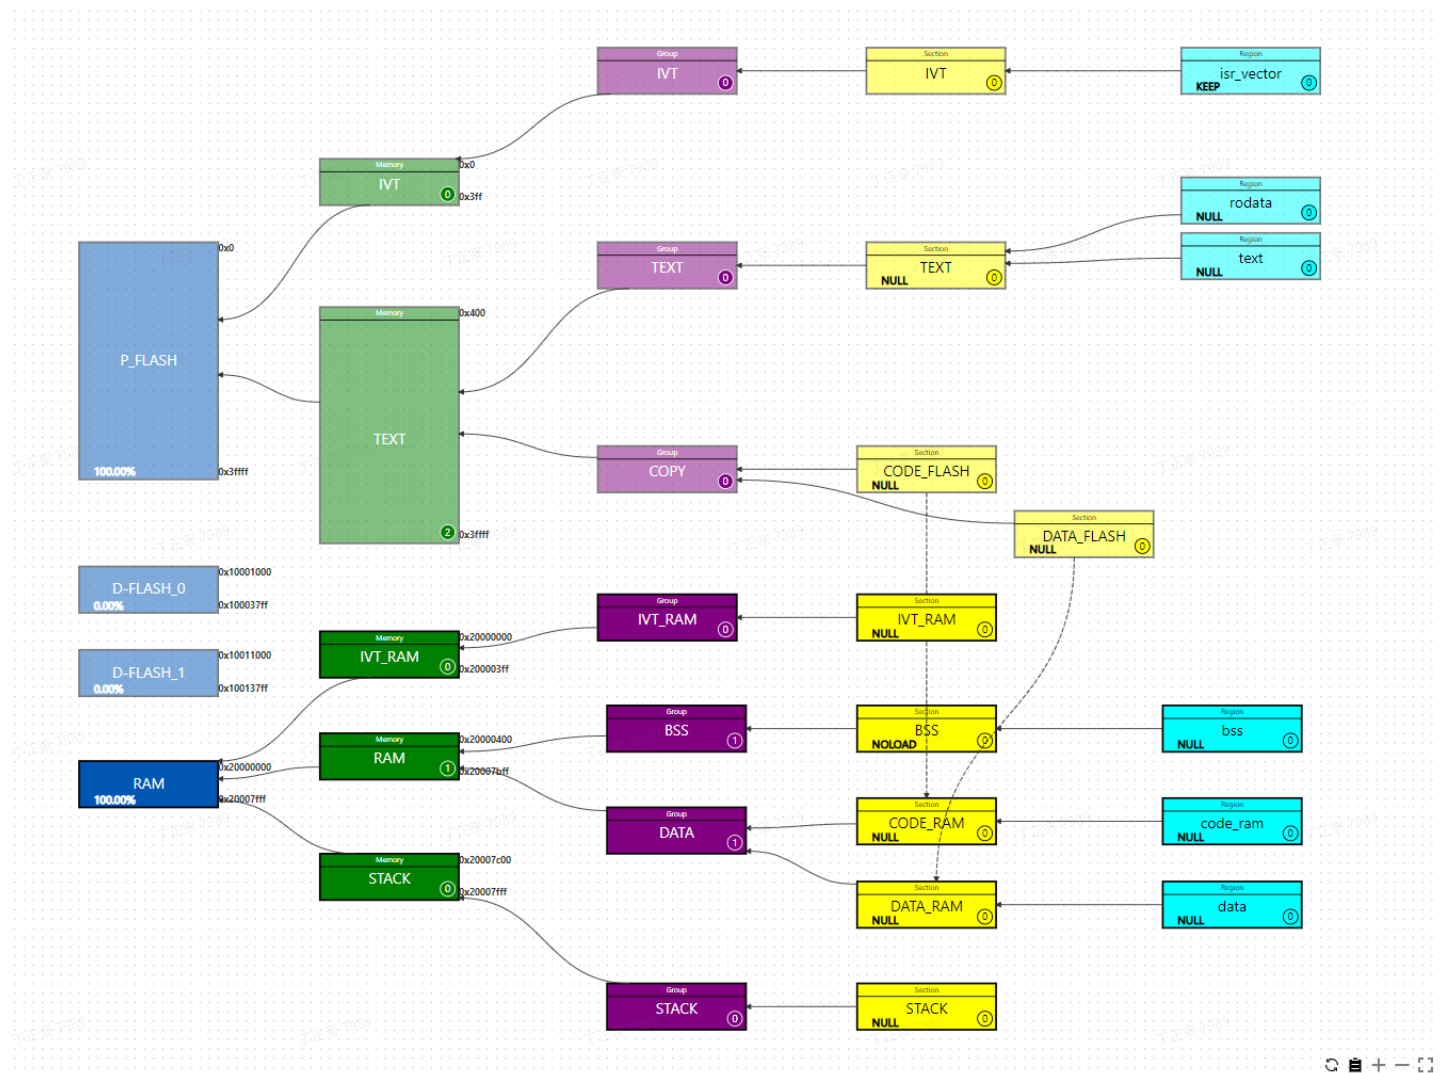 Group
IVT
0
Section
IVT
0
Region
isr_vector
KEEP
0
Memory
IVT
0
0x0
0x3ff
Region
rodata
NULL
0
P_FLASH
100.00%
0x0
0x3ffff
Group
TEXT
0
Section
TEXT
NULL
0
Region
text
NULL
0
Memory
TEXT
2
0x400
0x3ffff
Group
COPY
0
Section
CODE_FLASH
NULL
0
Section
DATA_FLASH
NULL
0
D-FLASH_0
0.00%
0x10001000
0x100037ff
Group
IVT_RAM
0
Section
IVT_RAM
NULL
0
Memory
IVT_RAM
0
0x20000000
0x200003ff
D-FLASH_1
0.00%
0x10011000
0x100137ff
Group
BSS
1
Section
BSS
NOLOAD
0
Region
bss
NULL
0
Memory
RAM
1
0x20000400
0x20007bff
RAM
100.00%
0x20000000
0x20007fff
Group
DATA
1
Section
CODE_RAM
NULL
0
Region
code_ram
NULL
0
Memory
STACK
0
0x20007c00
0x20007fff
Section
DATA_RAM
NULL
0
Region
data
NULL
0
Group
STACK
0
Section
STACK
NULL
0